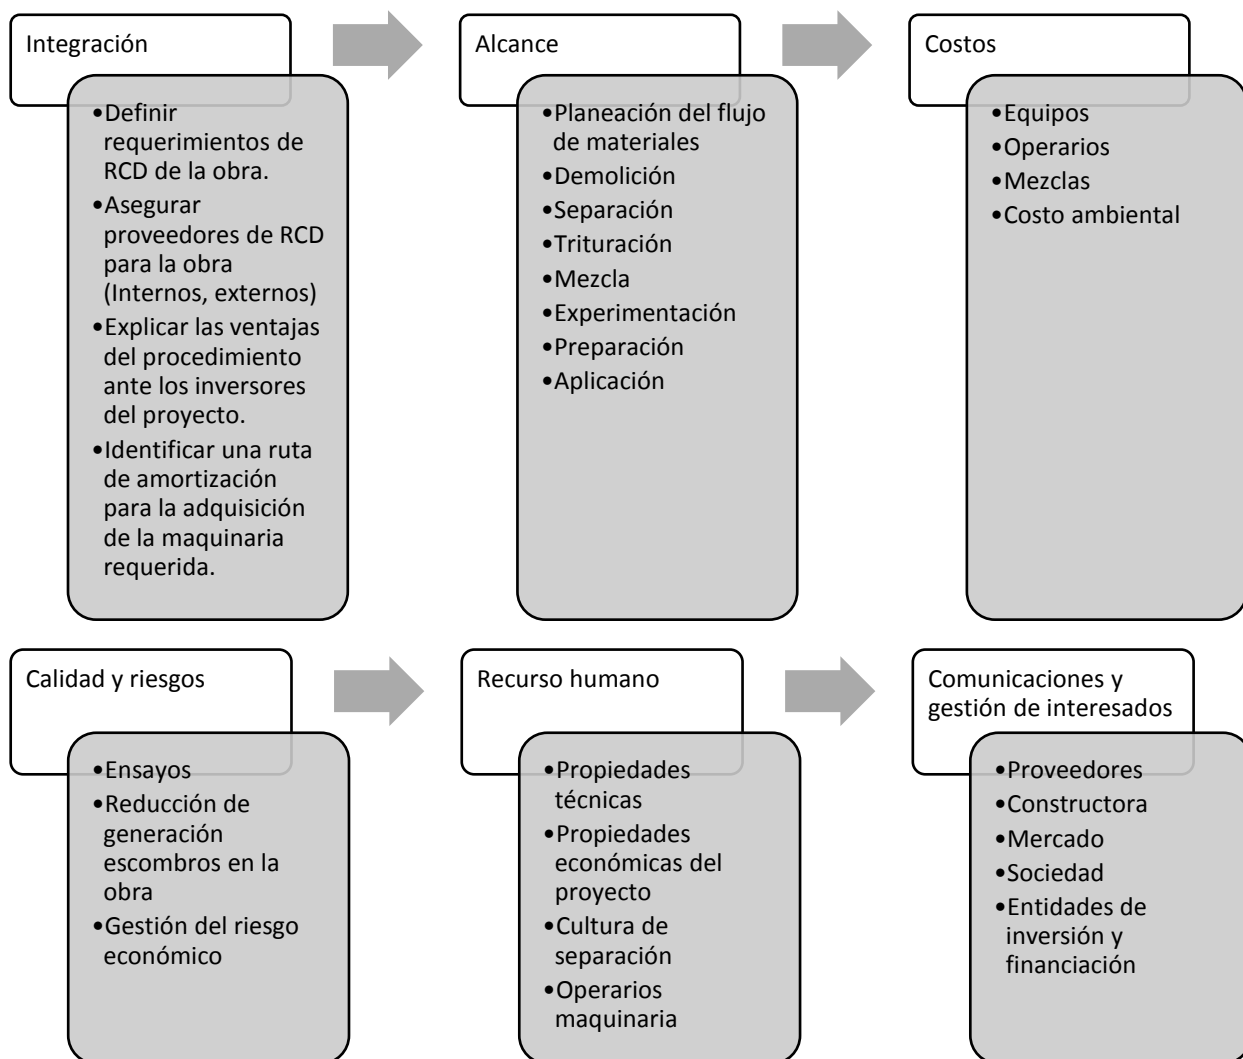 Integración
•Definir
requerimientos de
RCD de la obra.
•Asegurar
proveedores de RCD
para la obra
(Internos, externos)
•Explicar las ventajas
del procedimiento
ante los inversores
del proyecto.
•Identificar una ruta
de amortización
para la adquisición
de la maquinaria
requerida.
Alcance
•Planeación del flujo
de materiales
•Demolición
•Separación
•Trituración
•Mezcla
•Experimentación
•Preparación
•Aplicación
Costos
•Equipos
•Operarios
•Mezclas
•Costo ambiental
Calidad y riesgos
•Ensayos
•Reducción de
generación
escombros en la
obra
•Gestión del riesgo
económico
Recurso humano
•Propiedades
técnicas
•Propiedades
económicas del
proyecto
•Cultura de
separación
•Operarios
maquinaria
Comunicaciones y
gestión de interesados
•Proveedores
•Constructora
•Mercado
•Sociedad
•Entidades de
inversión y
financiación